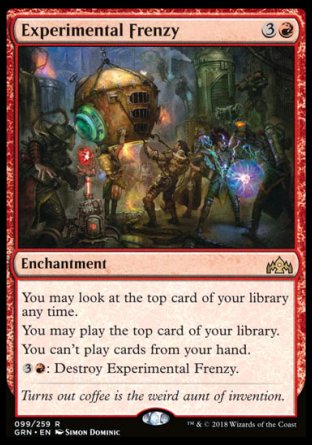 Experimental Frenzy 3
Enchantment
You may look at the top card of your library
any time.
You may play the top card of your library.
You can't play cards from your hand.
3: Destroy Experimental Frenzy.
Turns out coffee is the weird aunt of invention.
099/259 R
GRN • EN SIMON DOMINIC
™ & © 2018 Wizards of the Coast